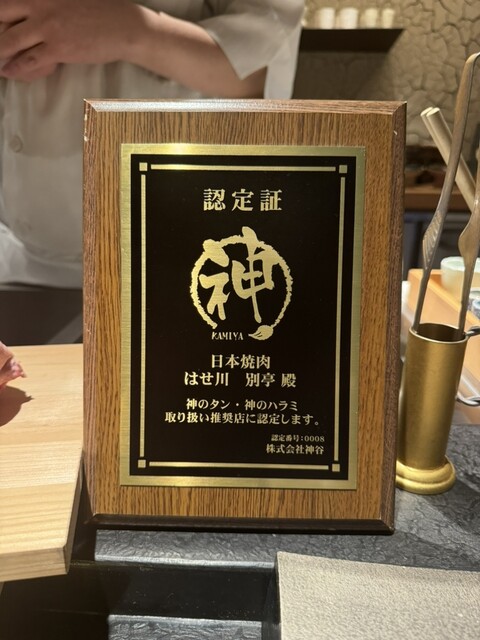 認定証
神
KAMIYA
日本焼肉
はせ川　別亭 殿
神のタン・神のハラミ
取り扱い推奨店に認定します。
認定番号:0008
株式会社神谷